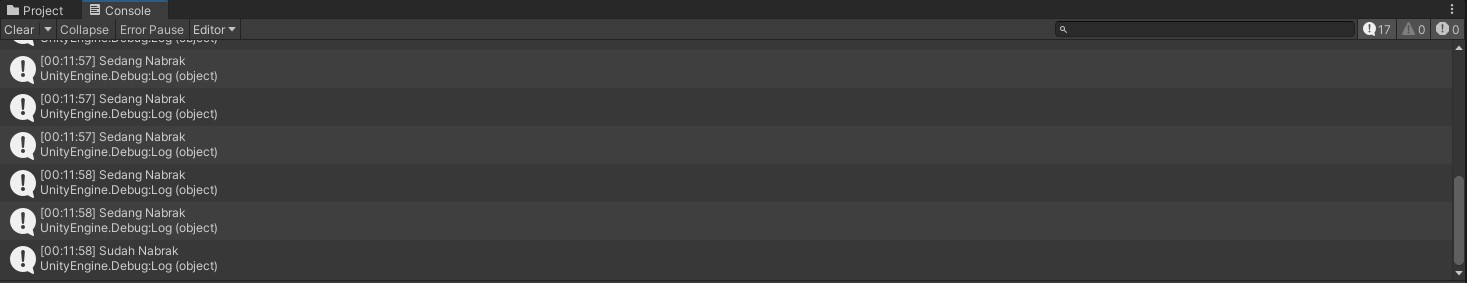 Project Console
Clear Collapse Error Pause Editor 17 0 0
UnityEngine.Debug:Log (object)
[00:11:57] Sedang Nabrak
UnityEngine.Debug:Log (object)
[00:11:57] Sedang Nabrak
UnityEngine.Debug:Log (object)
[00:11:57] Sedang Nabrak
UnityEngine.Debug:Log (object)
[00:11:58] Sedang Nabrak
UnityEngine.Debug:Log (object)
[00:11:58] Sedang Nabrak
UnityEngine.Debug:Log (object)
[00:11:58] Sudah Nabrak
UnityEngine.Debug:Log (object)